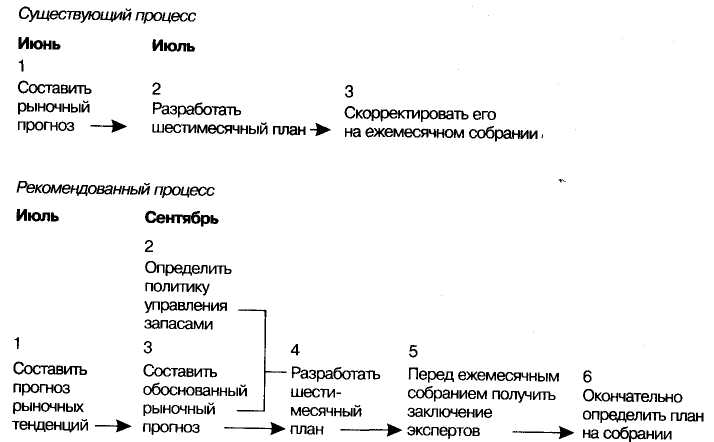 Существующий процесс
Июнь
Июль
1
Составить
рыночный
прогноз
2
Разработать
шестимесячный план
3
Скорректировать его
на ежемесячном собрании
Рекомендованный процесс
Июль
Сентябрь
1
Составить
прогноз
рыночных
тенденций
2
Определить
политику
управления
запасами
3
Составить
обоснованный
рыночный
прогноз
4
Разработать
шести-
месячный
план
5
Перед ежемесячным
собранием получить
заключение
экспертов
6
Окончательно
определить план
на собрании